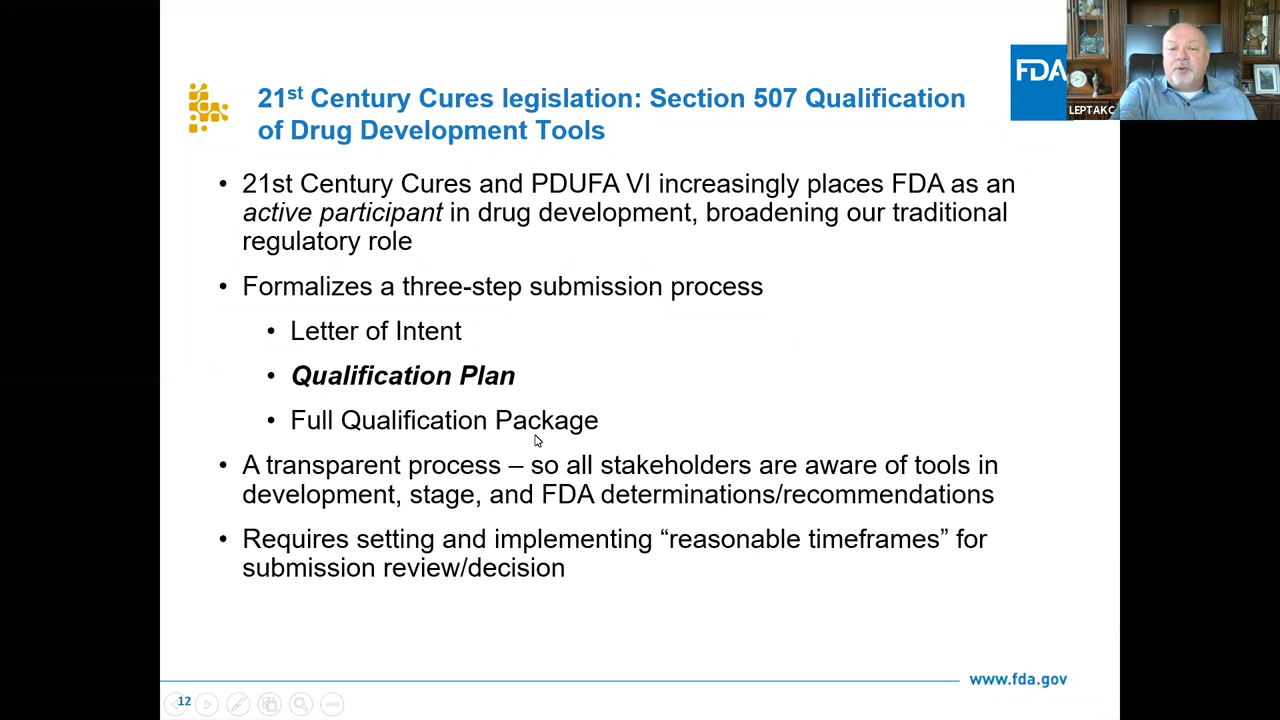 21st Century Cures legislation: Section 507 Qualification
of Drug Development Tools
FDA
LEPTAKC
• 21st Century Cures and PDUFA VI increasingly places FDA as an
active participant in drug development, broadening our traditional
regulatory role
• Formalizes a three-step submission process
• Letter of Intent
• Qualification Plan
• Full Qualification Package
• A transparent process – so all stakeholders are aware of tools in
development, stage, and FDA determinations/recommendations
• Requires setting and implementing “reasonable timeframes” for
submission review/decision
www.fda.gov
12